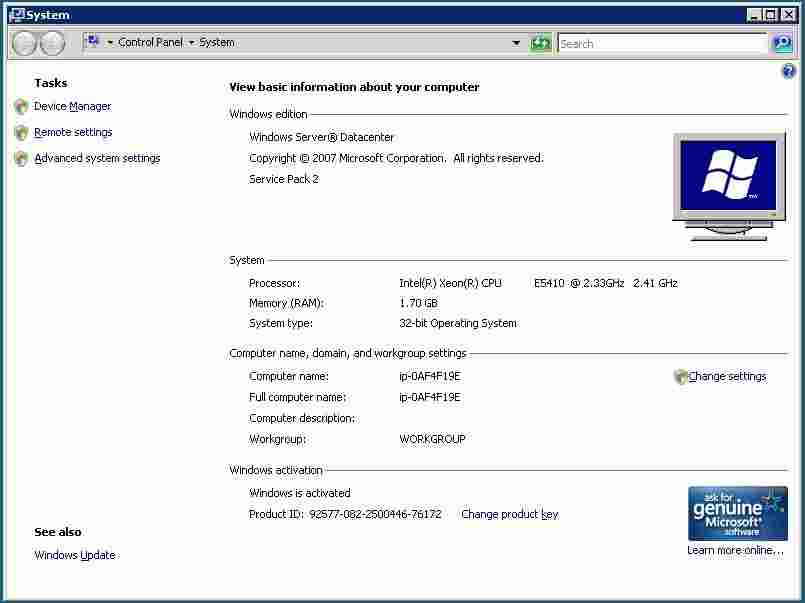 System
Control Panel System
Search
Tasks
Device Manager
Remote settings
Advanced system settings
See also
Windows Update
View basic information about your computer
Windows edition
Windows Server® Datacenter
Copyright © 2007 Microsoft Corporation. All rights reserved.
Service Pack 2
TM
System
Processor: Intel(R) Xeon(R) CPU E5410 @ 2.33GHz 2.41 GHz
Memory (RAM): 1.70 GB
System type: 32-bit Operating System
Computer name, domain, and workgroup settings
Computer name: ip-0AF4F19E
Change settings
Full computer name: ip-0AF4F19E
Computer description:
Workgroup: WORKGROUP
Windows activation
Windows is activated
Product ID: 92577-082-2500446-76172 Change product key
ask for
genuine
Microsoft®
software
Learn more online...